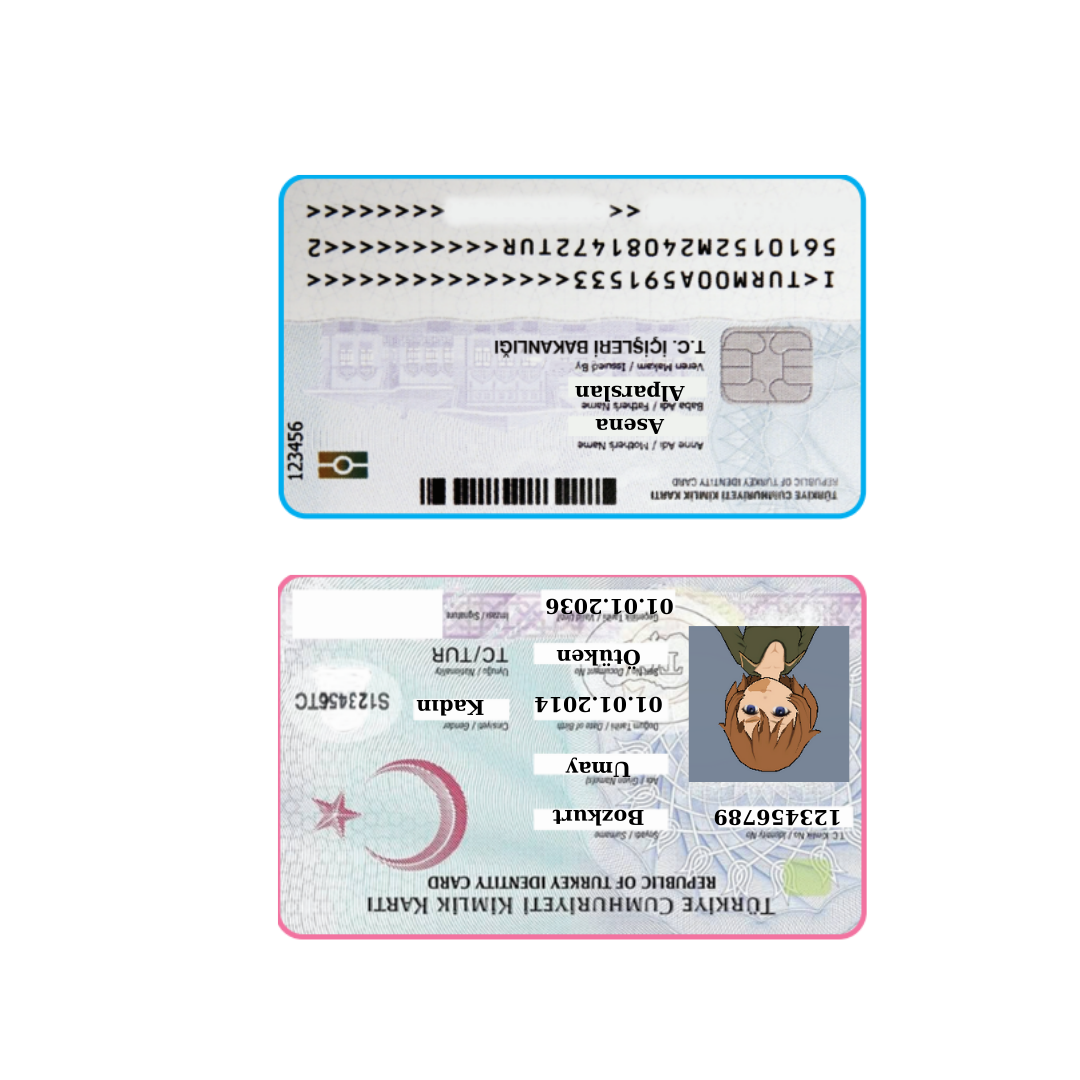 TÜRKİYE CUMHURİYETİ KİMLİK KARTI
REPUBLIC OF TURKEY IDENTITY CARD
T.C. Kimlik No / Identity No
123456789
Soyadı / Surname
Bozkurt
Adı / Given Name(s)
Umay
Doğum Tarihi / Date of Birth
01.01.2014
Cinsiyeti / Gender
Kadın
S123456TC
Seri No / Document No
Ötüken
Uyruğu / Nationality
TC/TUR
Geçerlilik Tarihi / Valid Until
01.01.2036
İmzası / Signature
TÜRKİYE CUMHURİYETİ KİMLİK KARTI
REPUBLIC OF TURKEY IDENTITY CARD
Anne Adı / Mother's Name
Asena
Baba Adı / Father's Name
Alparslan
Veren Makam / Issued By
T.C. İÇİŞLERİ BAKANLIĞI
123456
I<TURM00A591533<<<<<<<<<<<<<<<
5610152M24081472TUR<<<<<<<<<<2
<< <<<<<<<<